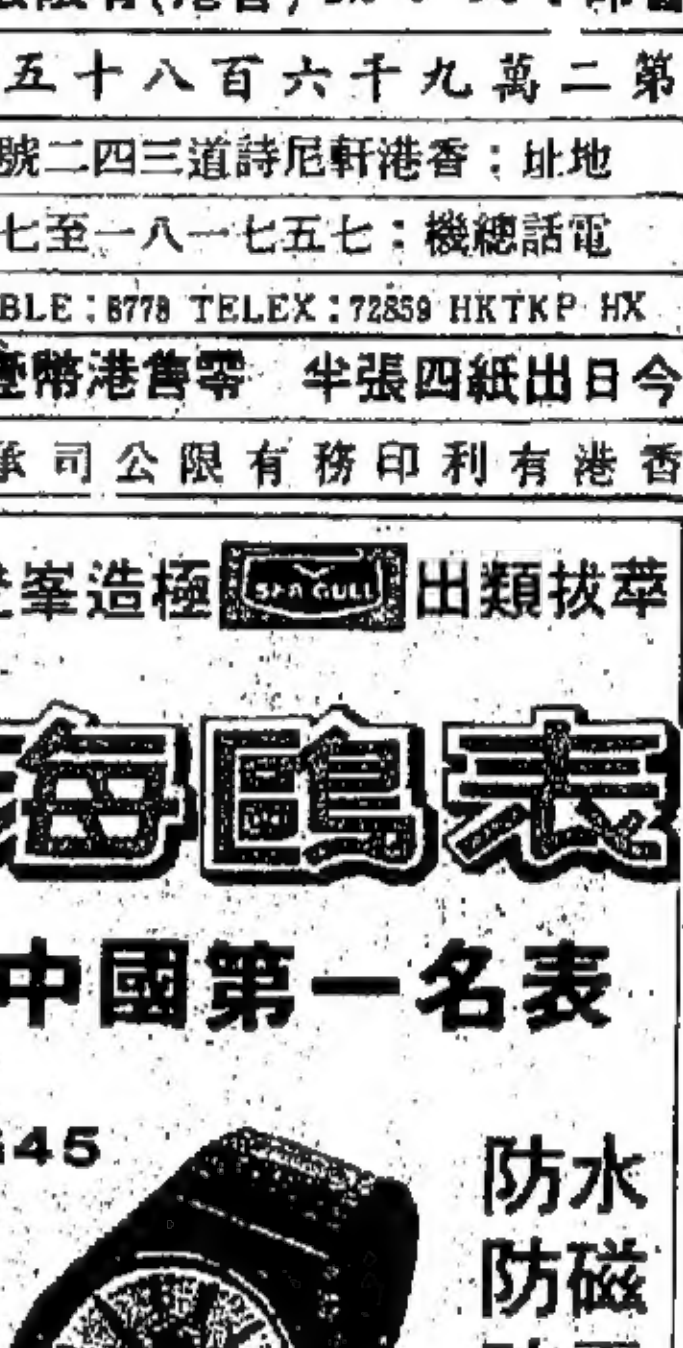 第二萬九千六百八十五
地址：香港軒尼詩道三四二號
電話總機：七五七一八一至七
BLE：8778 TELEX：72859 HKTKP HX
今日出紙四張半 零售港幣壹
香港有利印務有限公司承
峯造極 SEA GULL 出類拔萃
海鷗表
中國第一名表
45
防水
防磁